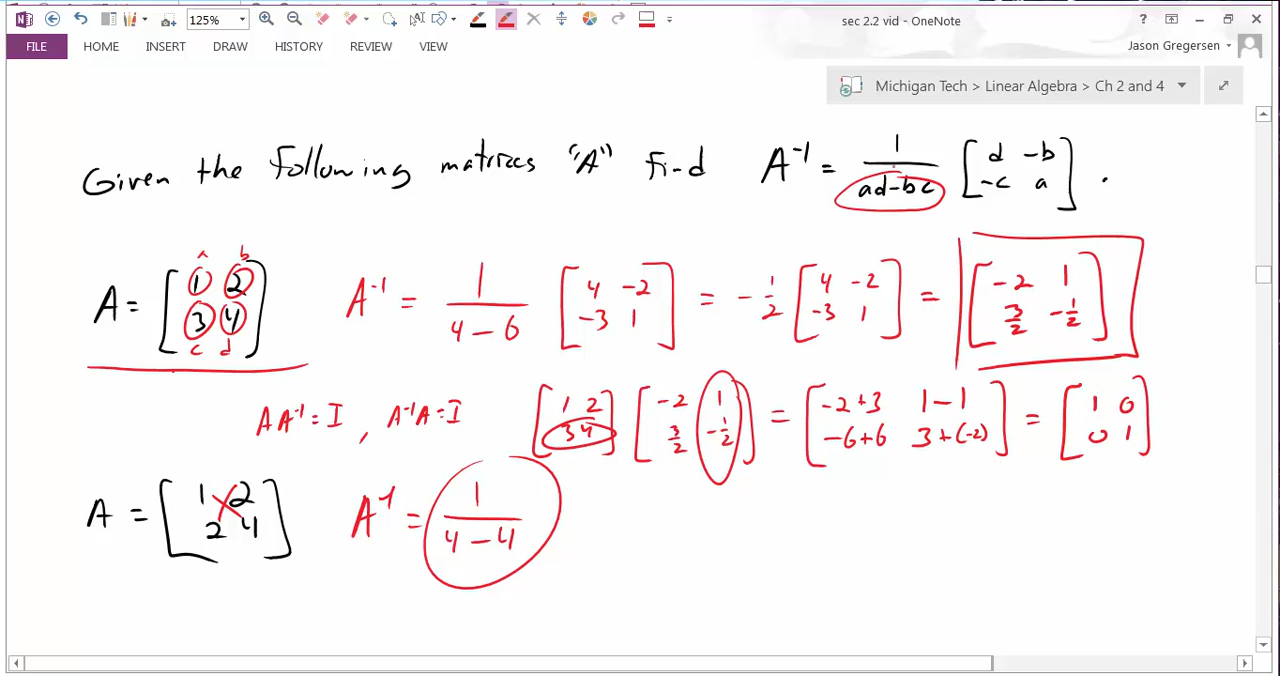 125% sec 2.2 vid - OneNote ?
FILE HOME INSERT DRAW HISTORY REVIEW VIEW Jason Gregersen
Michigan Tech > Linear Algebra > Ch 2 and 4
Given the following matrices "A" find A⁻¹ = 1/(ad-bc) [d -b; -c a] .
a b
A = [1 2; 3 4] A⁻¹ = 1/(4-6) [4 -2; -3 1] = -1/2 [4 -2; -3 1] = [-2 1; 3/2 -1/2]
c d
AA⁻¹=I , A⁻¹A=I [1 2; 3 4] [-2 1; 3/2 -1/2] = [-2+3 1-1; -6+6 3+(-2)] = [1 0; 0 1]
A = [1 2; 2 4] A⁻¹ = 1/(4-4)